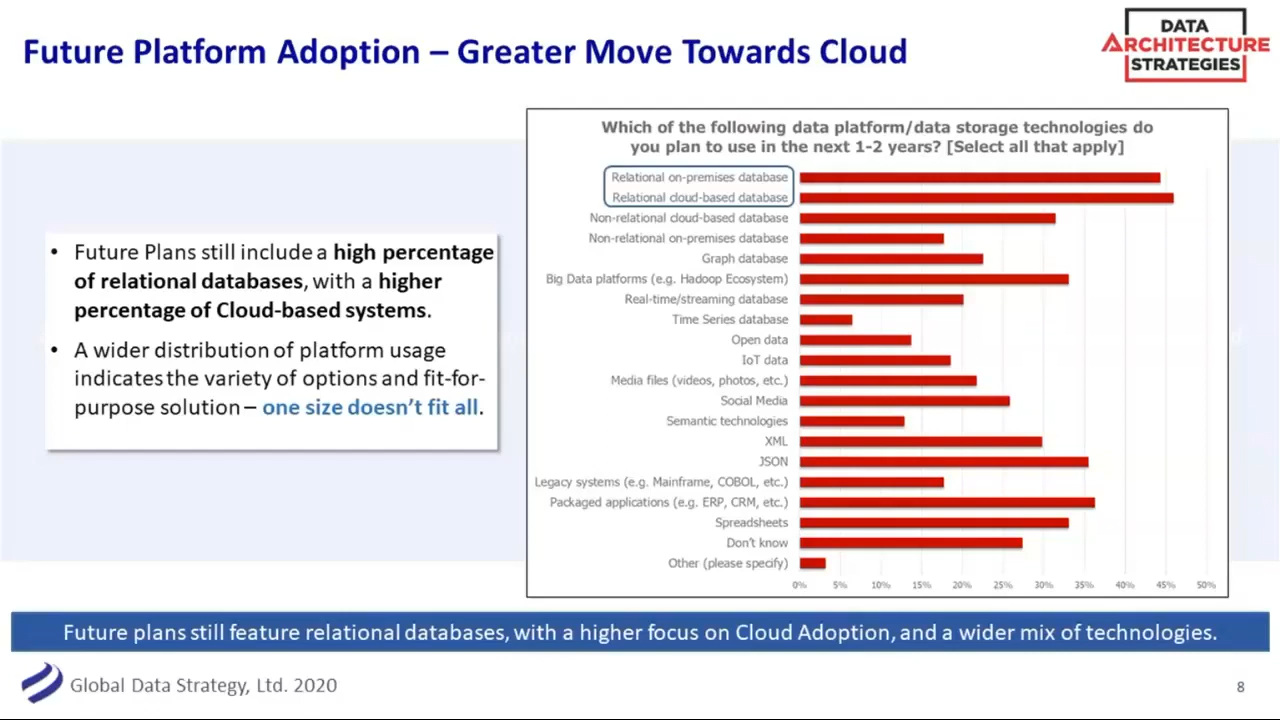 Future Platform Adoption – Greater Move Towards Cloud
DATA
ARCHITECTURE
STRATEGIES
• Future Plans still include a high percentage
of relational databases, with a higher
percentage of Cloud-based systems.
• A wider distribution of platform usage
indicates the variety of options and fit-for-
purpose solution – one size doesn’t fit all.
Which of the following data platform/data storage technologies do
you plan to use in the next 1-2 years? [Select all that apply]
Relational on-premises database
Relational cloud-based database
Non-relational cloud-based database
Non-relational on-premises database
Graph database
Big Data platforms (e.g. Hadoop Ecosystem)
Real-time/streaming database
Time Series database
Open data
IoT data
Media files (videos, photos, etc.)
Social Media
Semantic technologies
XML
JSON
Legacy systems (e.g. Mainframe, COBOL, etc.)
Packaged applications (e.g. ERP, CRM, etc.)
Spreadsheets
Don’t know
Other (please specify)
0% 5% 10% 15% 20% 25% 30% 35% 40% 45% 50%
Future plans still feature relational databases, with a higher focus on Cloud Adoption, and a wider mix of technologies.
Global Data Strategy, Ltd. 2020
8